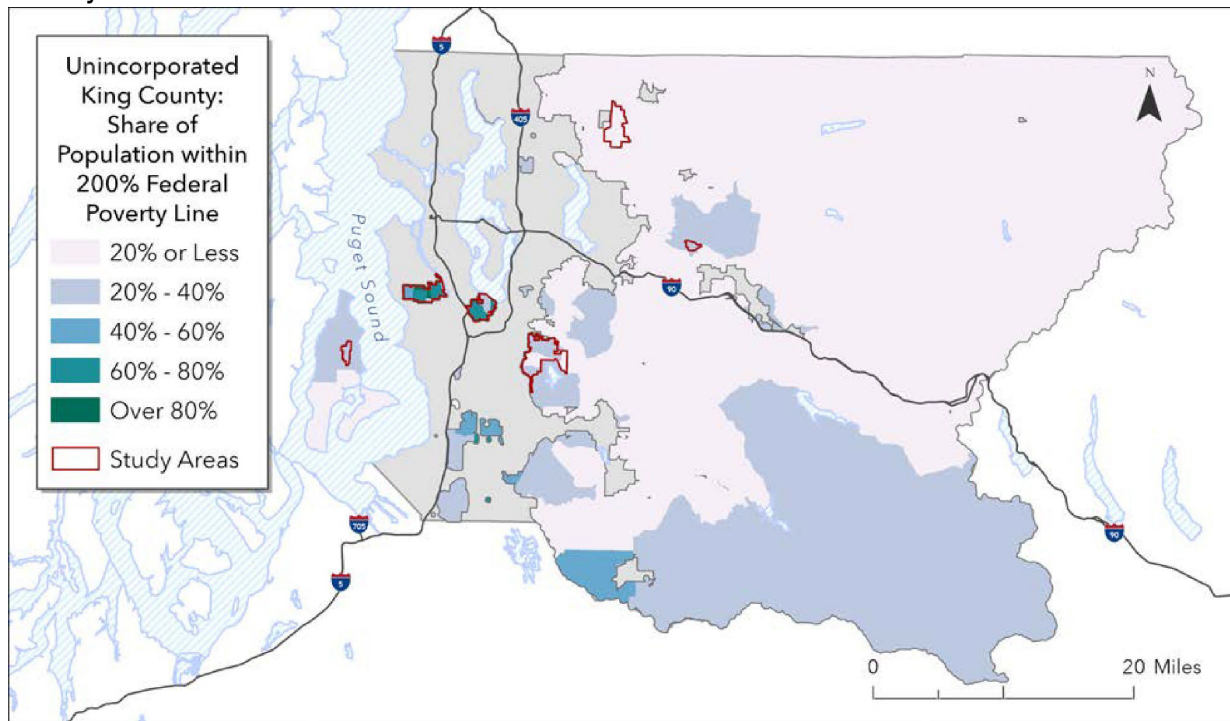 Unincorporated
King County:
Share of
Population within
200% Federal
Poverty Line
20% or Less
20% - 40%
40% - 60%
60% - 80%
Over 80%
Study Areas
5
405
N
Puget Sound
90
705
5
90
0
20 Miles